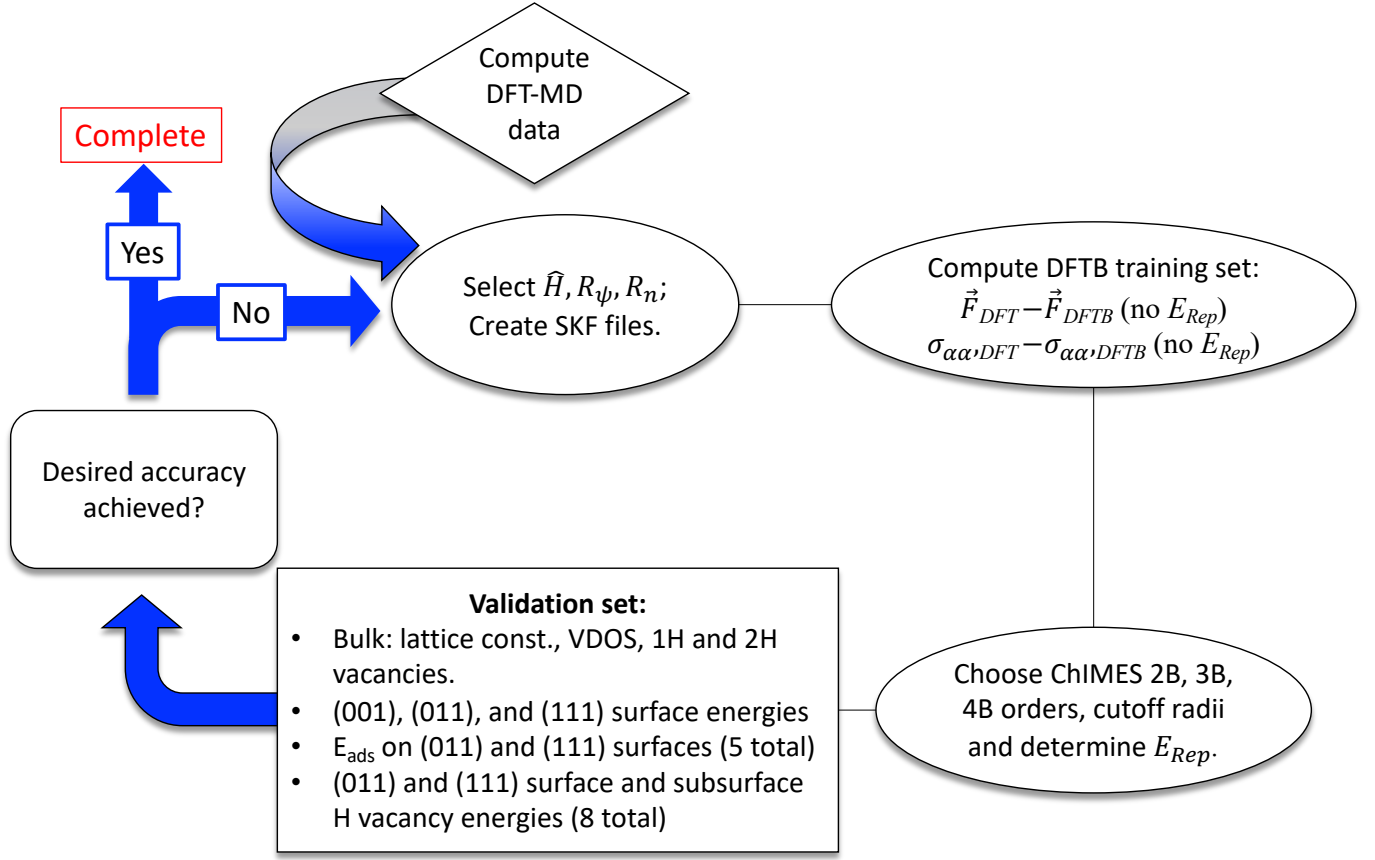 Compute
DFT-MD
data
Complete
Yes
No
Select Ĥ, R_ψ, R_n;
Create SKF files.
Compute DFTB training set:
F⃗_DFT − F⃗_DFTB (no E_Rep)
σ_αα,DFT − σ_αα,DFTB (no E_Rep)
Desired accuracy
achieved?
Validation set:
• Bulk: lattice const., VDOS, 1H and 2H
vacancies.
• (001), (011), and (111) surface energies
• E_ads on (011) and (111) surfaces (5 total)
• (011) and (111) surface and subsurface
H vacancy energies (8 total)
Choose ChIMES 2B, 3B,
4B orders, cutoff radii
and determine E_Rep.